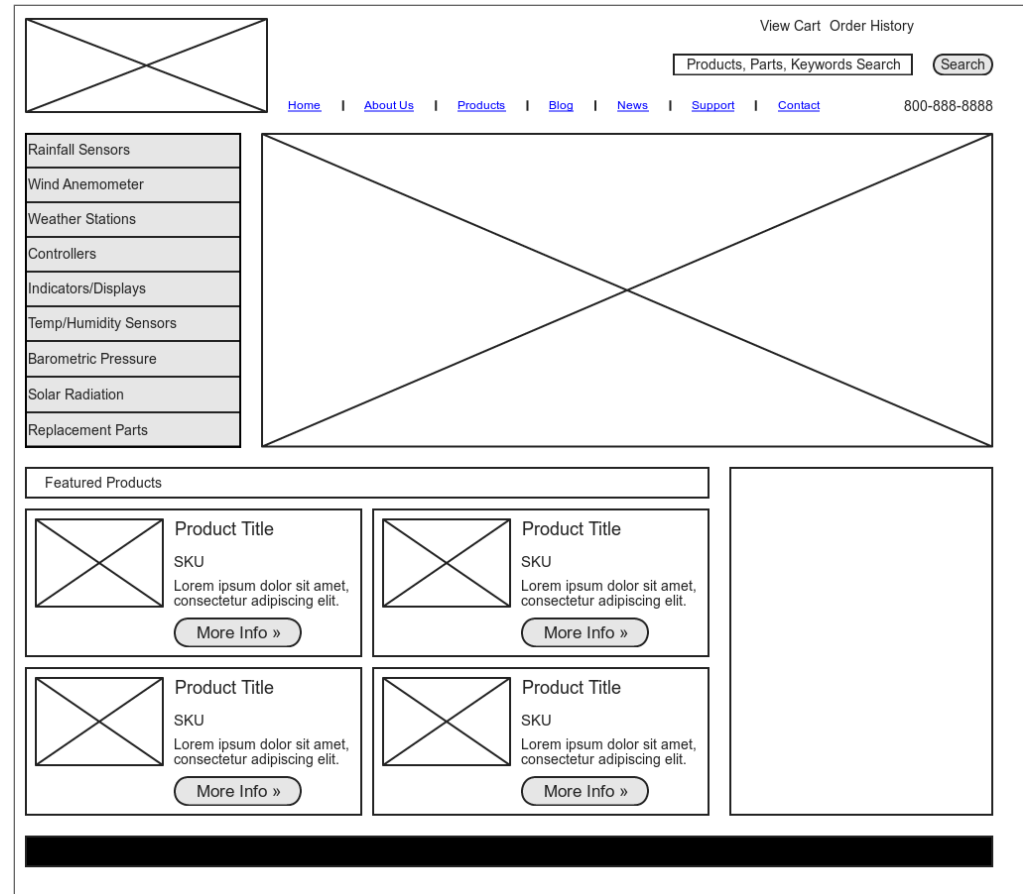 View Cart Order History
Products, Parts, Keywords Search
Search
Home I About Us I Products I Blog I News I Support I Contact
800-888-8888
Rainfall Sensors
Wind Anemometer
Weather Stations
Controllers
Indicators/Displays
Temp/Humidity Sensors
Barometric Pressure
Solar Radiation
Replacement Parts
Featured Products
Product Title
SKU
Lorem ipsum dolor sit amet,
consectetur adipiscing elit.
More Info »
Product Title
SKU
Lorem ipsum dolor sit amet,
consectetur adipiscing elit.
More Info »
Product Title
SKU
Lorem ipsum dolor sit amet,
consectetur adipiscing elit.
More Info »
Product Title
SKU
Lorem ipsum dolor sit amet,
consectetur adipiscing elit.
More Info »